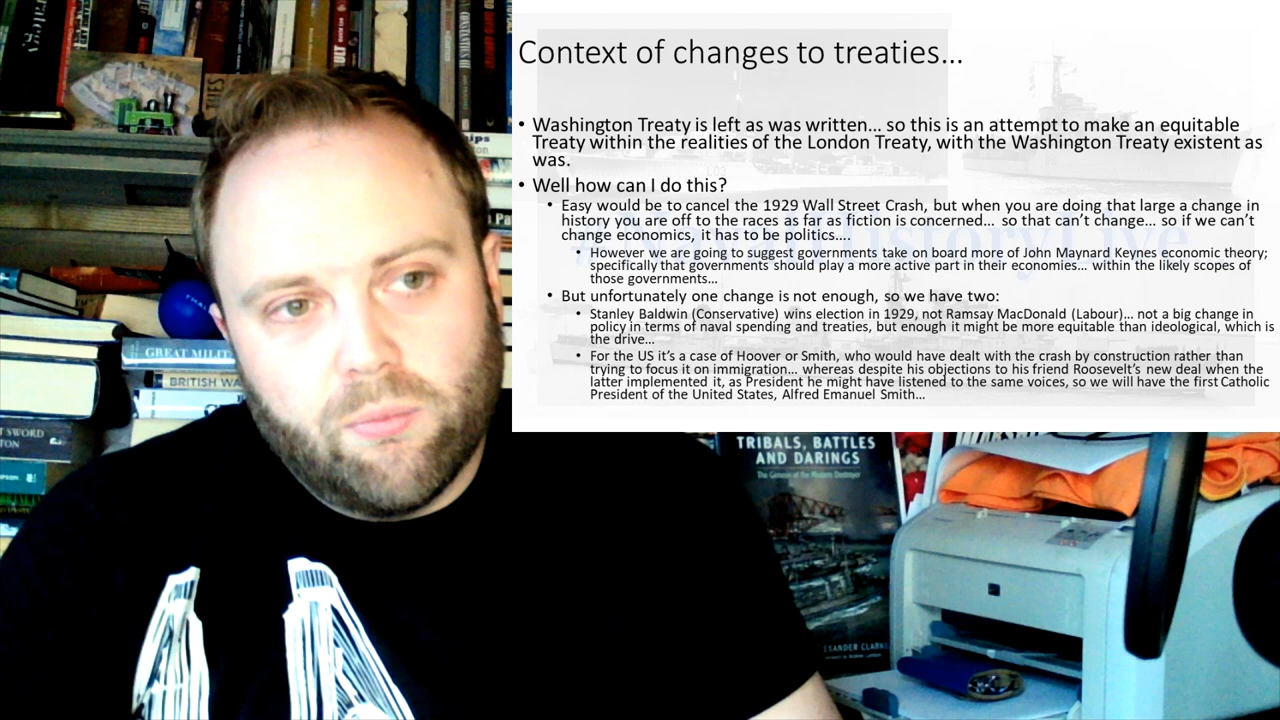 Context of changes to treaties...
• Washington Treaty is left as was written... so this is an attempt to make an equitable
Treaty within the realities of the London Treaty, with the Washington Treaty existent as
was.
• Well how can I do this?
• Easy would be to cancel the 1929 Wall Street Crash, but when you are doing that large a change in
history you are off to the races as far as fiction is concerned... so that can't change... so if we can't
change economics, it has to be politics....
• However we are going to suggest governments take on board more of John Maynard Keynes economic theory;
specifically that governments should play a more active part in their economies... within the likely scopes of
those governments...
• But unfortunately one change is not enough, so we have two:
• Stanley Baldwin (Conservative) wins election in 1929, not Ramsay MacDonald (Labour)... not a big change in
policy in terms of naval spending and treaties, but enough it might be more equitable than ideological, which is
the drive...
• For the US it's a case of Hoover or Smith, who would have dealt with the crash by construction rather than
trying to focus it on immigration... whereas despite his objections to his friend Roosevelt's new deal when the
latter implemented it, as President he might have listened to the same voices, so we will have the first Catholic
President of the United States, Alfred Emanuel Smith...
GREAT MILIT
BRITISH WA
SWORD
TRIBALS, BATTLES
AND DARINGS
The Genesis of the Modern Destroyer
EXANDER CLARKE